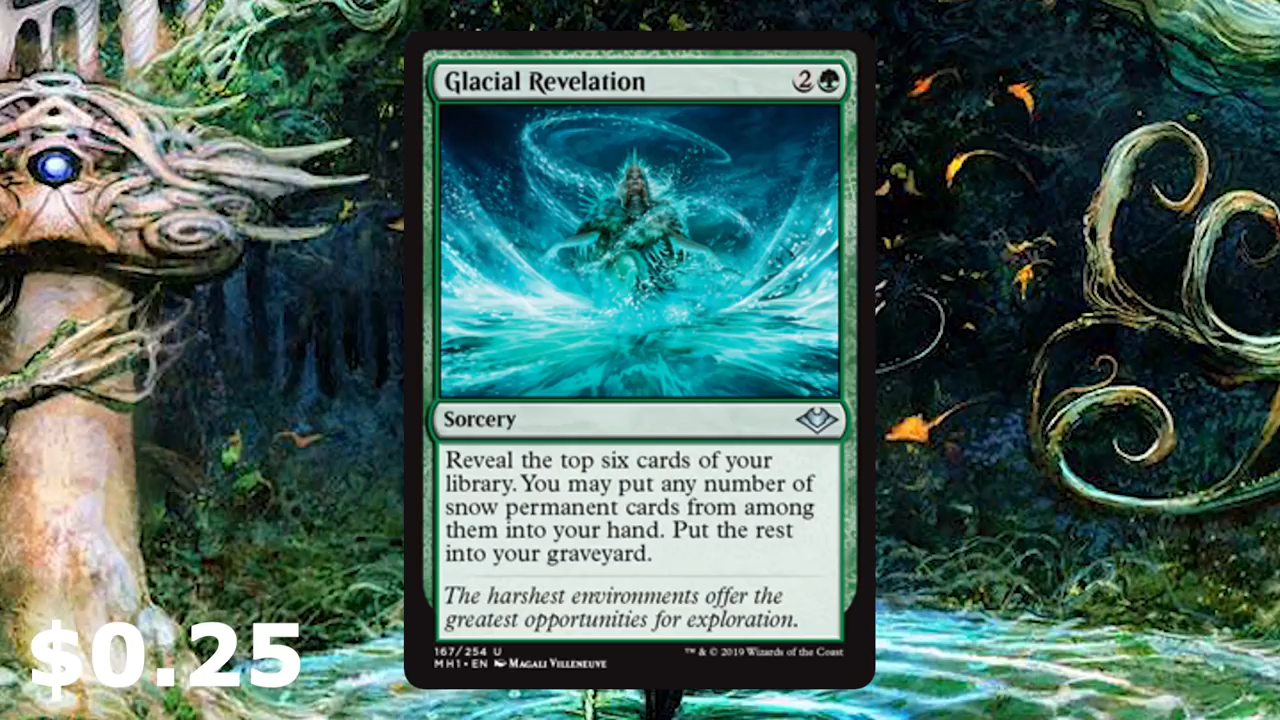 Glacial Revelation 2
Sorcery
Reveal the top six cards of your
library. You may put any number of
snow permanent cards from among
them into your hand. Put the rest
into your graveyard.
The harshest environments offer the
greatest opportunities for exploration.
167/254 U
MH1 • EN Magali Villeneuve
™ & © 2019 Wizards of the Coast
$0.25